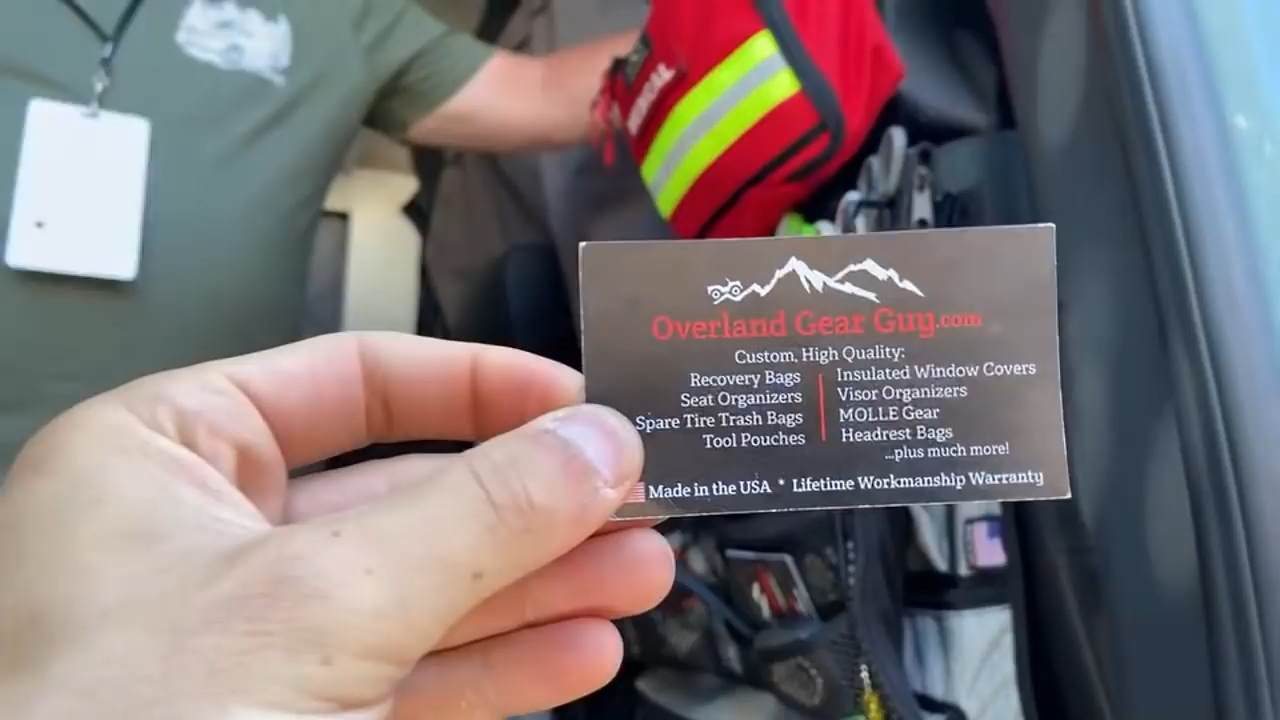 MEDICAL
Overland Gear Guy.com
Custom, High Quality:
Recovery Bags
Seat Organizers
Spare Tire Trash Bags
Tool Pouches
Insulated Window Covers
Visor Organizers
MOLLE Gear
Headrest Bags
...plus much more!
Made in the USA * Lifetime Workmanship Warranty